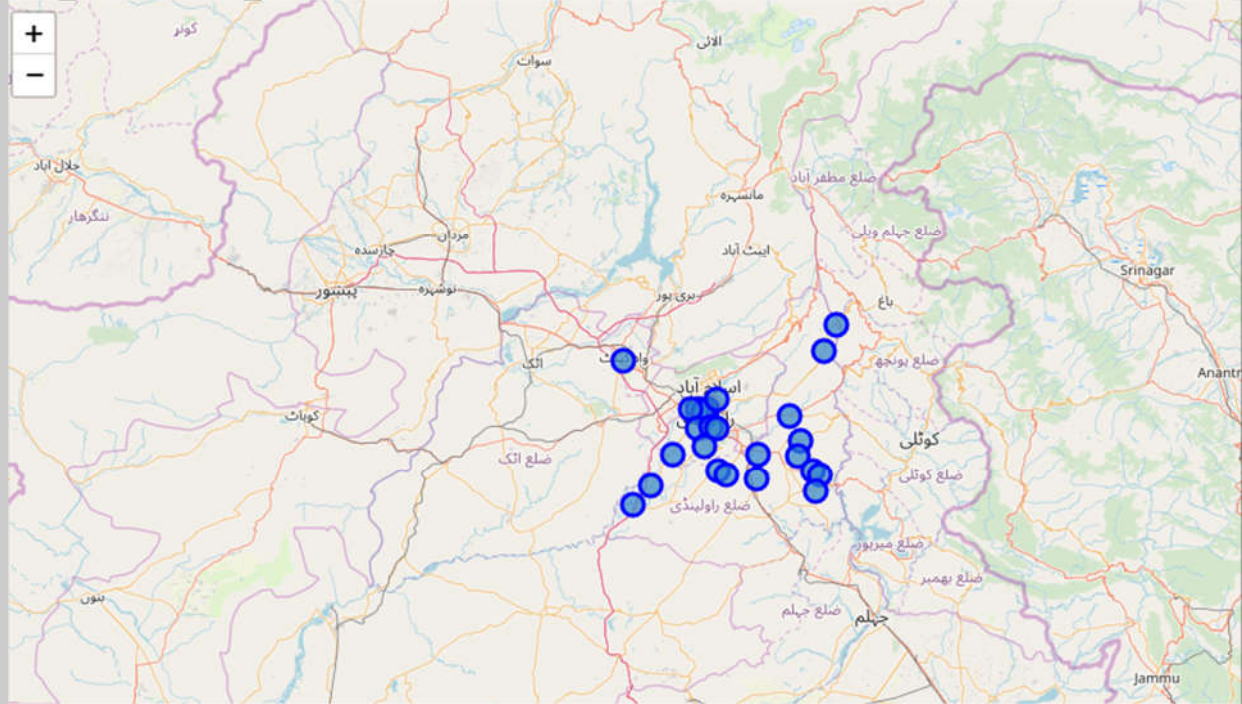 +
−
کونڑ
الائی
سوات
جلال اباد
ضلع مظفر آباد
مانسہرہ
ننگرهار
ضلع جہلم ویلی
مردان
چارسدہ
ایبٹ آباد
Srinagar
پشاور
نوشہرہ
ہری پور
باغ
اٹک
ضلع پونچھ
Anantn
اسلام آباد
کوہاٹ
کوٹلی
ضلع اٹک
ضلع کوٹلی
ضلع راولپنڈی
ضلع میرپور
ضلع بھمبر
بنوں
ضلع جہلم
جہلم
Jammu